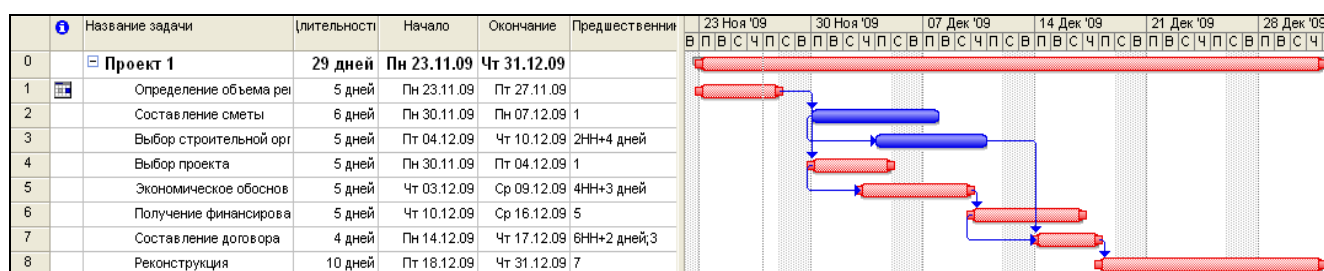 Название задачи Длительность Начало Окончание Предшественник 23 Ноя '09 30 Ноя '09 07 Дек '09 14 Дек '09 21 Дек '09 28 Дек '09
В П В С Ч П С В П В С Ч П С В П В С Ч П С В П В С Ч П С В П В С Ч П С В П В С Ч
0 Проект 1 29 дней Пн 23.11.09 Чт 31.12.09
1 Определение объема рем 5 дней Пн 23.11.09 Пт 27.11.09
2 Составление сметы 6 дней Пн 30.11.09 Пн 07.12.09 1
3 Выбор строительной орг 5 дней Пт 04.12.09 Чт 10.12.09 2НН+4 дней
4 Выбор проекта 5 дней Пн 30.11.09 Пт 04.12.09 1
5 Экономическое обоснов 5 дней Чт 03.12.09 Ср 09.12.09 4НН+3 дней
6 Получение финансирова 5 дней Чт 10.12.09 Ср 16.12.09 5
7 Составление договора 4 дней Пн 14.12.09 Чт 17.12.09 6НН+2 дней;3
8 Реконструкция 10 дней Пт 18.12.09 Чт 31.12.09 7